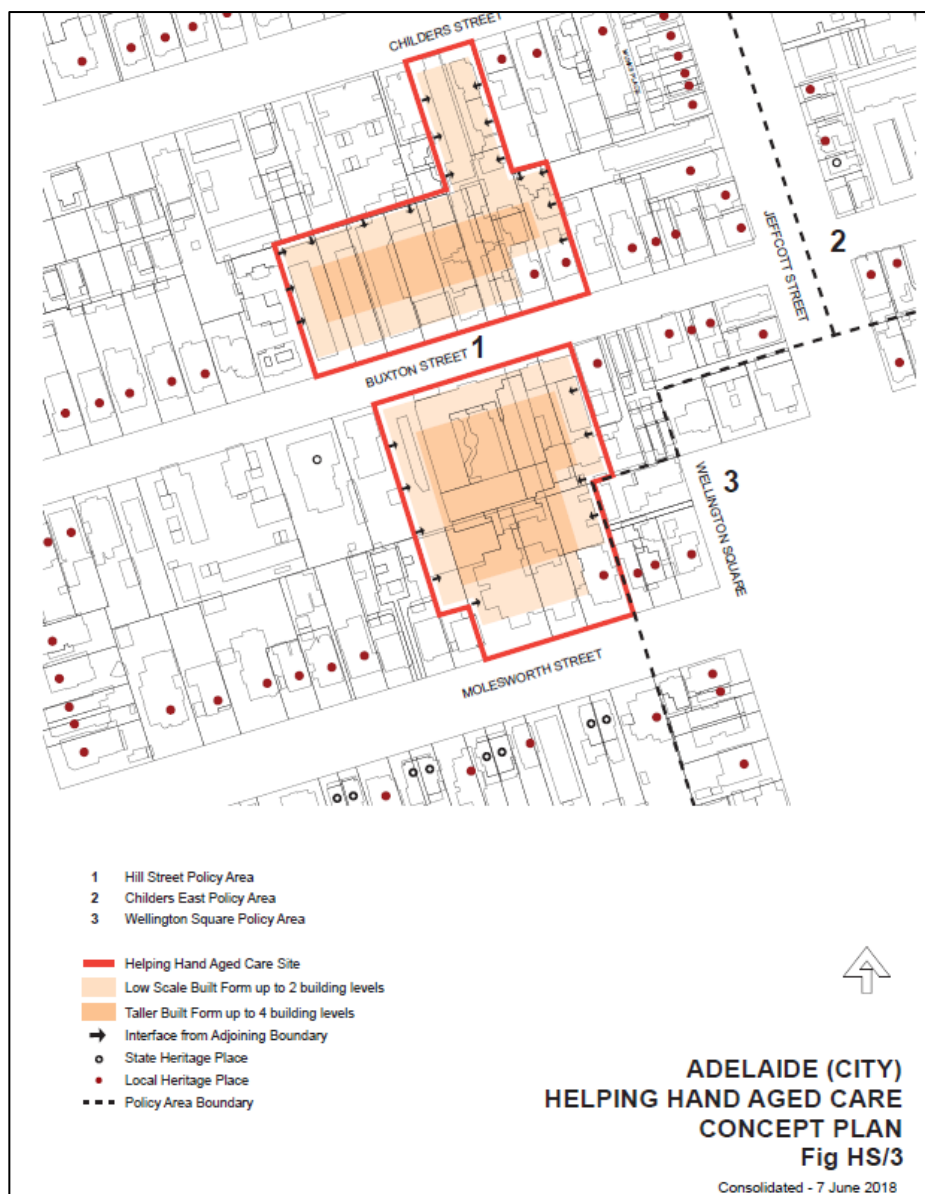 CHILDERS STREET
JEFFCOTT STREET
2
BUXTON STREET
1
WELLINGTON SQUARE
3
MOLESWORTH STREET
1 Hill Street Policy Area
2 Childers East Policy Area
3 Wellington Square Policy Area
Helping Hand Aged Care Site
Low Scale Built Form up to 2 building levels
Taller Built Form up to 4 building levels
Interface from Adjoining Boundary
State Heritage Place
Local Heritage Place
Policy Area Boundary
ADELAIDE (CITY)
HELPING HAND AGED CARE
CONCEPT PLAN
Fig HS/3
Consolidated - 7 June 2018